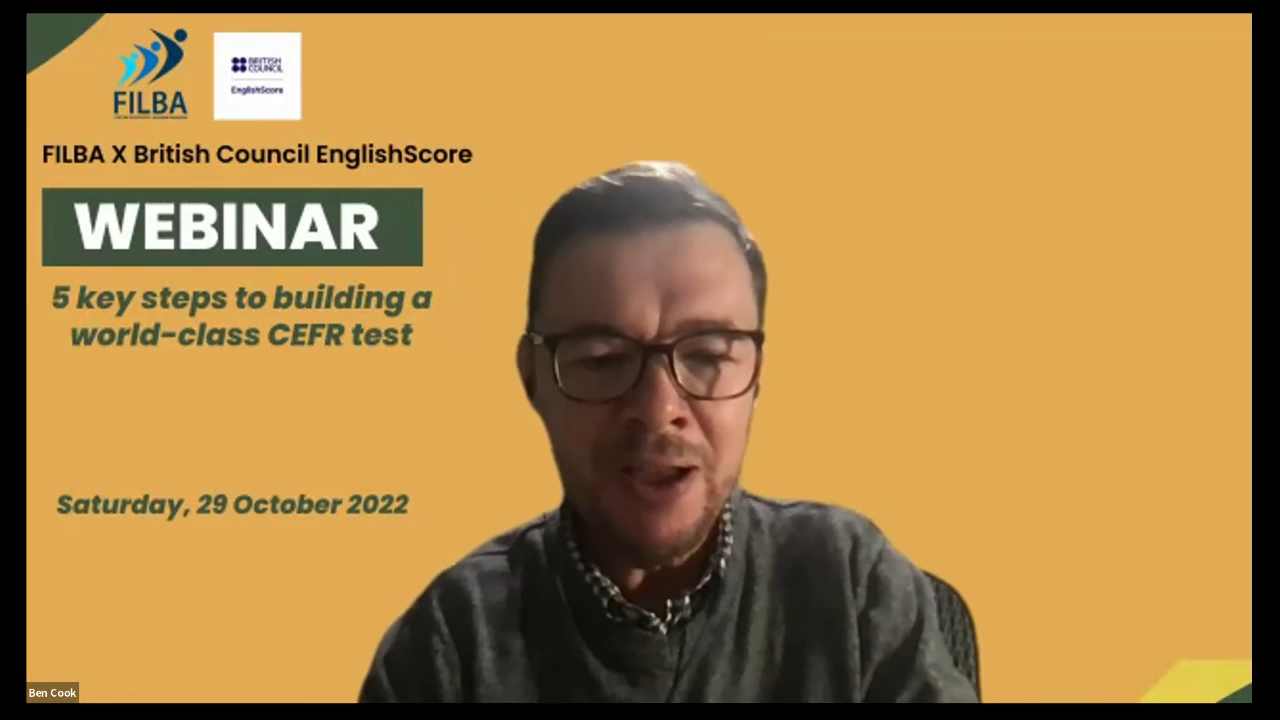 FILBA
BRITISH
COUNCIL
EnglishScore
FILBA X British Council EnglishScore
WEBINAR
5 key steps to building a
world-class CEFR test
Saturday, 29 October 2022
Ben Cook